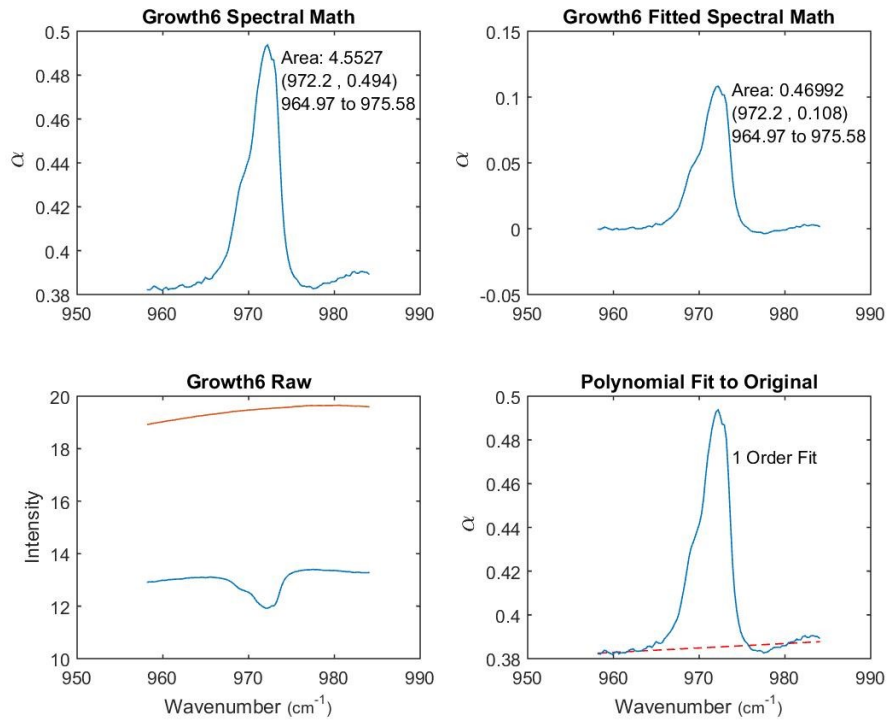 Growth6 Spectral Math
0.5
0.48
0.46
0.44
0.42
0.4
0.38
α
Area: 4.5527
(972.2 , 0.494)
964.97 to 975.58
950 960 970 980 990
Growth6 Fitted Spectral Math
0.15
0.1
0.05
0
-0.05
α
Area: 0.46992
(972.2 , 0.108)
964.97 to 975.58
950 960 970 980 990
Growth6 Raw
20
18
16
14
12
10
Intensity
950 960 970 980 990
Wavenumber (cm⁻¹)
Polynomial Fit to Original
0.5
0.48
0.46
0.44
0.42
0.4
0.38
α
1 Order Fit
950 960 970 980 990
Wavenumber (cm⁻¹)